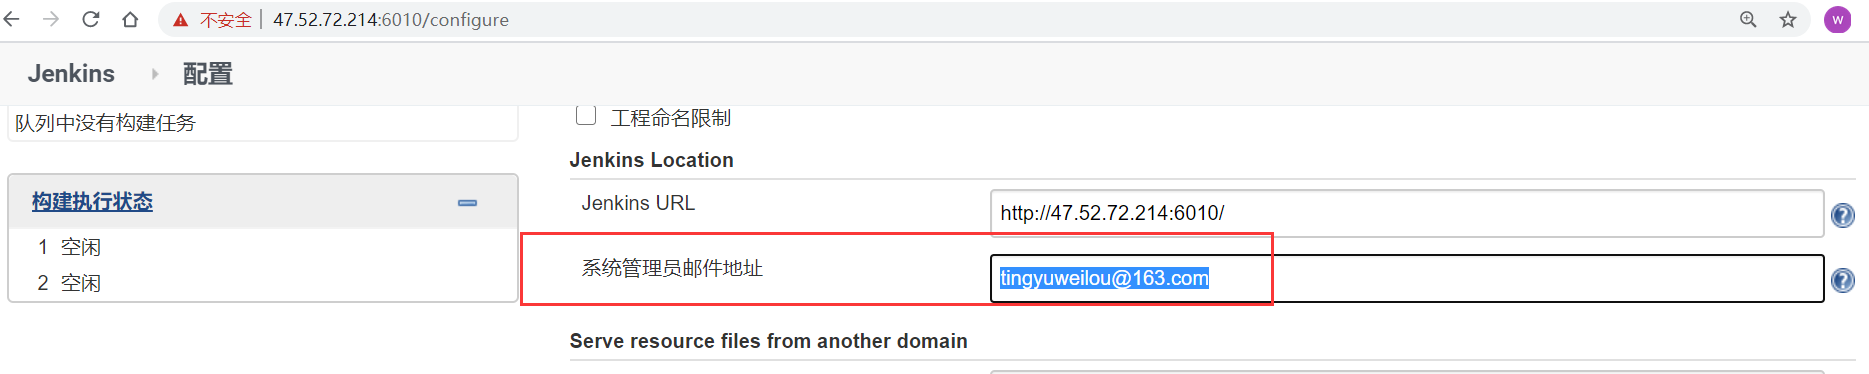 不安全 47.52.72.214:6010/configure
W
Jenkins 配置
队列中没有构建任务
构建执行状态
1 空闲
2 空闲
工程命名限制
Jenkins Location
Jenkins URL http://47.52.72.214:6010/
系统管理员邮件地址 tingyuweilou@163.com
Serve resource files from another domain